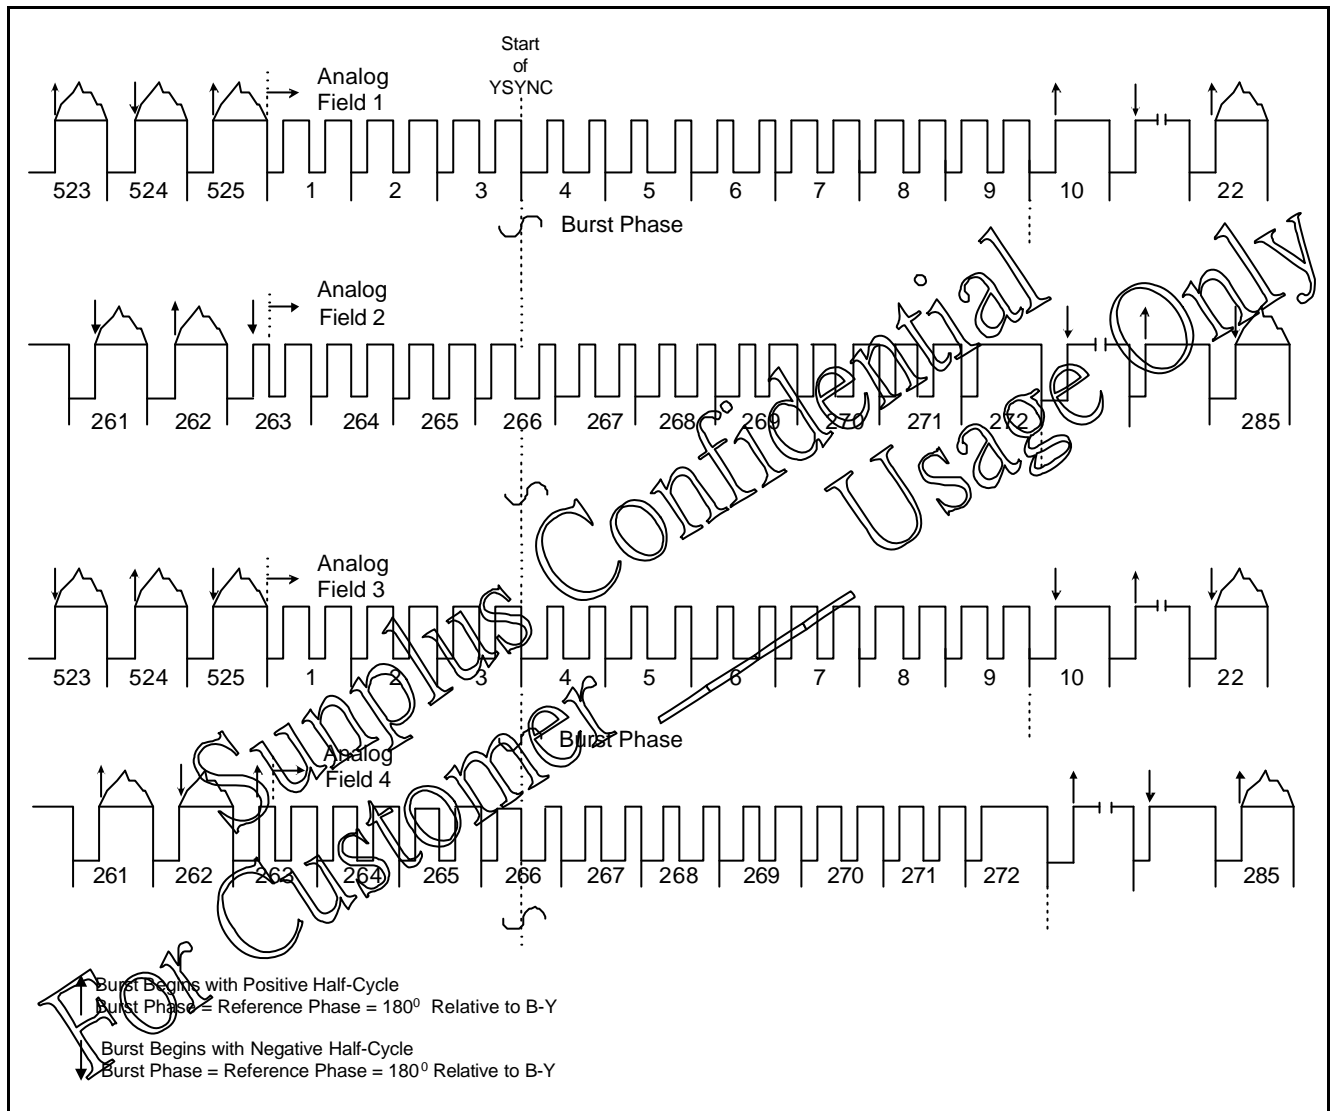 Start
of
YSYNC
Analog
Field 1
523 524 525 1 2 3 4 5 6 7 8 9 10 22
Burst Phase
Analog
Field 2
261 262 263 264 265 266 267 268 269 270 271 272 285
Analog
Field 3
523 524 525 1 2 3 4 5 6 7 8 9 10 22
Burst Phase
Analog
Field 4
261 262 263 264 265 266 267 268 269 270 271 272 285
Burst Begins with Positive Half-Cycle
Burst Phase = Reference Phase = 180⁰ Relative to B-Y
Burst Begins with Negative Half-Cycle
Burst Phase = Reference Phase = 180⁰ Relative to B-Y
Sunplus Confidential
For Customer Usage Only